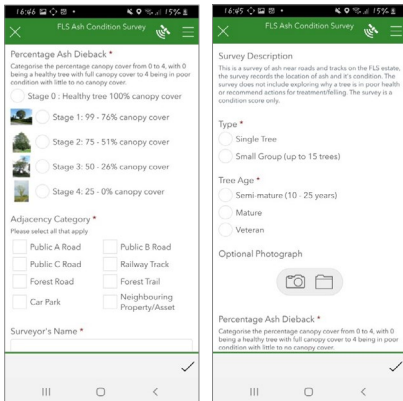 16:46
15%
FLS Ash Condition Survey
Percentage Ash Dieback *
Categorise the percentage canopy cover from 0 to 4, with 0
being a healthy tree with full canopy cover to 4 being in poor
condition with little to no canopy cover.
Stage 0 : Healthy tree 100% canopy cover
Stage 1: 99 - 76% canopy cover
Stage 2: 75 - 51% canopy cover
Stage 3: 50 - 26% canopy cover
Stage 4: 25 - 0% canopy cover
Adjacency Category *
Please select all that apply
Public A Road
Public B Road
Public C Road
Railway Track
Forest Road
Forest Trail
Car Park
Neighbouring
Property/Asset
Surveyor's Name *
16:45
15%
FLS Ash Condition Survey
Survey Description
This is a survey of ash near roads and tracks on the FLS estate,
the survey records the location of ash and it's condition. The
survey does not include exploring why a tree is in poor health
or recommend actions for treatment/felling. The survey is a
condition score only.
Type *
Single Tree
Small Group (up to 15 trees)
Tree Age *
Semi-mature (10 - 25 years)
Mature
Veteran
Optional Photograph
Percentage Ash Dieback *
Categorise the percentage canopy cover from 0 to 4, with 0
being a healthy tree with full canopy cover to 4 being in poor
condition with little to no canopy cover.